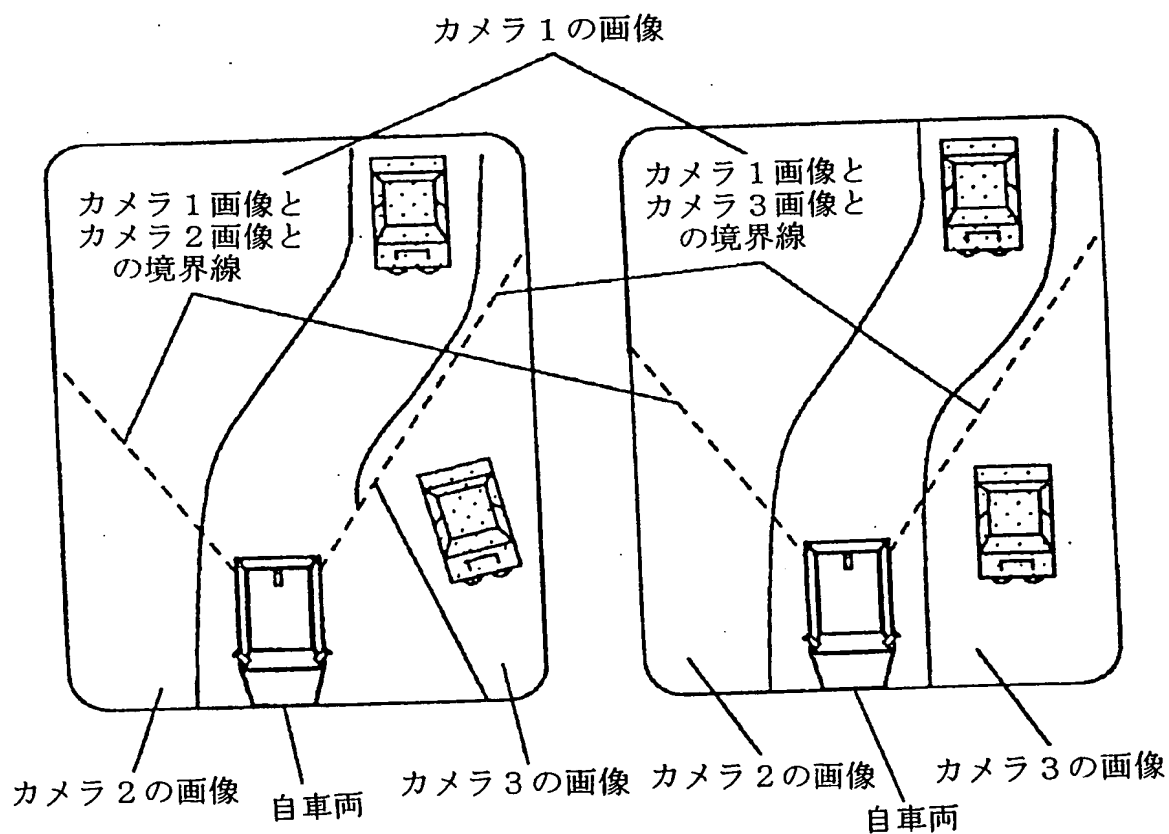 カメラ１の画像
カメラ１画像と
カメラ２画像と
の境界線
カメラ１画像と
カメラ３画像と
の境界線
カメラ２の画像
自車両
カメラ３の画像
カメラ２の画像
自車両
カメラ３の画像